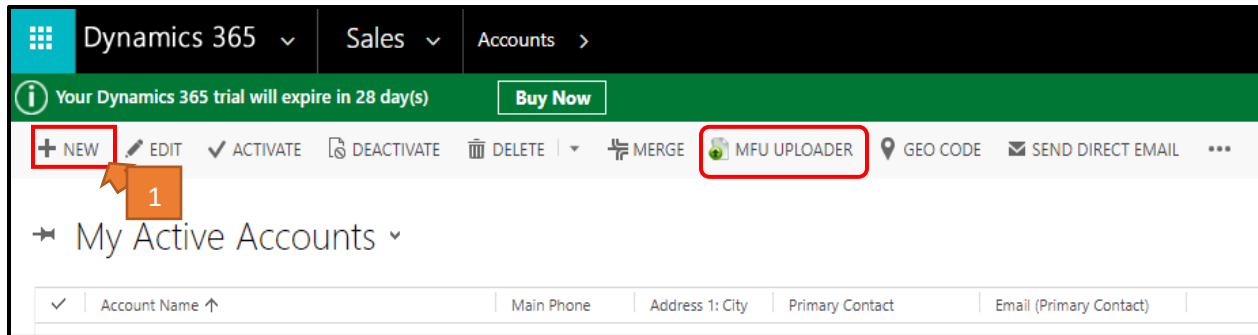 Dynamics 365 Sales Accounts
Your Dynamics 365 trial will expire in 28 day(s) Buy Now
NEW EDIT ACTIVATE DEACTIVATE DELETE MERGE MFU UPLOADER GEO CODE SEND DIRECT EMAIL •••
1
My Active Accounts
Account Name ↑ Main Phone Address 1: City Primary Contact Email (Primary Contact)